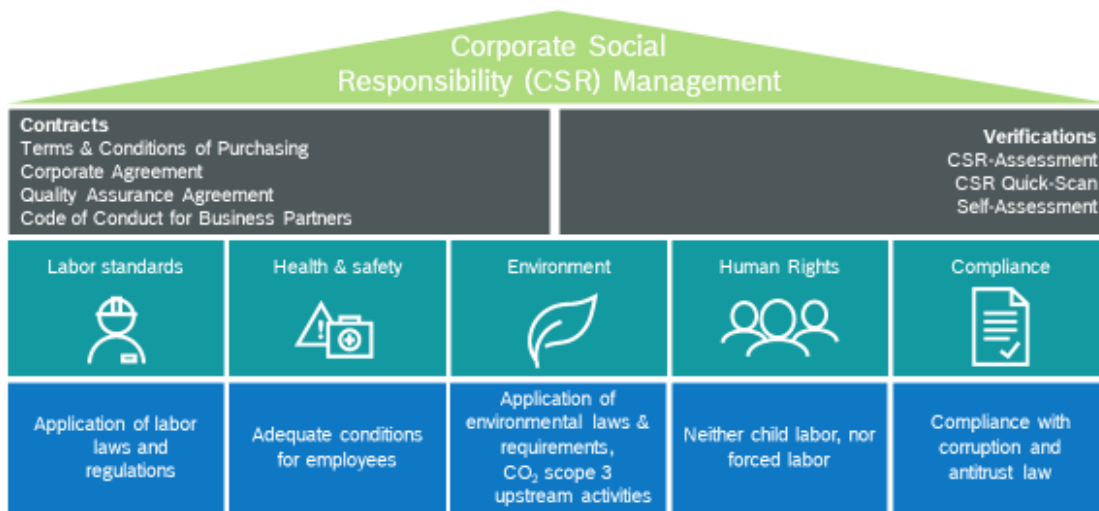 Corporate Social
Responsibility (CSR) Management
Contracts
Terms & Conditions of Purchasing
Corporate Agreement
Quality Assurance Agreement
Code of Conduct for Business Partners
Verifications
CSR-Assessment
CSR Quick-Scan
Self-Assessment
Labor standards
Health & safety
Environment
Human Rights
Compliance
Application of labor
laws and
regulations
Adequate conditions
for employees
Application of
environmental laws &
requirements,
CO₂ scope 3
upstream activities
Neither child labor, nor
forced labor
Compliance with
corruption and
antitrust law